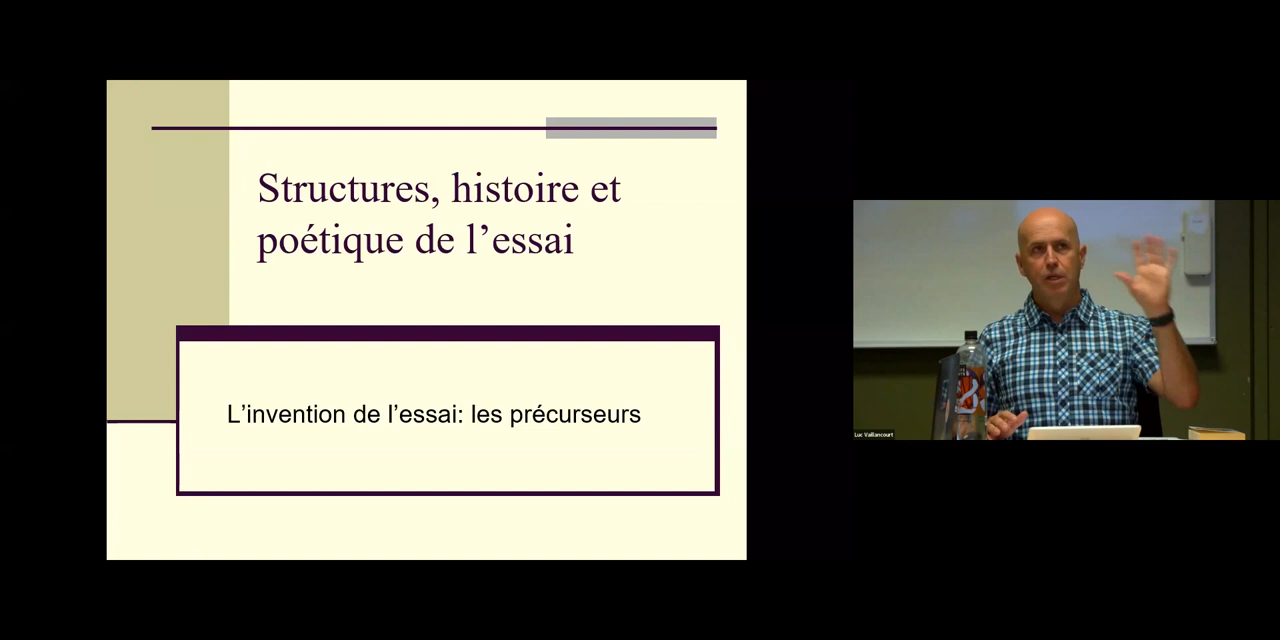 Structures, histoire et
poétique de l’essai
L’invention de l’essai: les précurseurs
Luc Vaillancourt